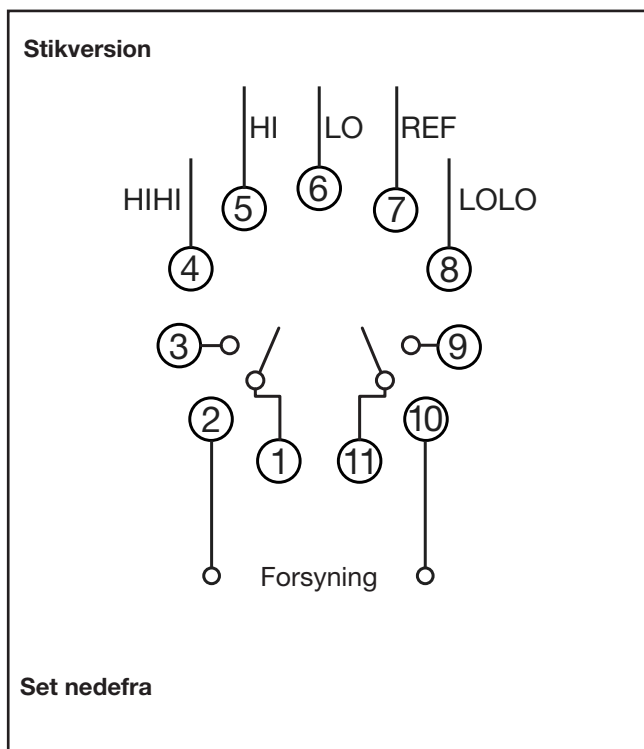 Stikversion
HI LO REF
HIHI LOLO
5 6 7
4 8
3 9
2 10
1 11
Forsyning
Set nedefra